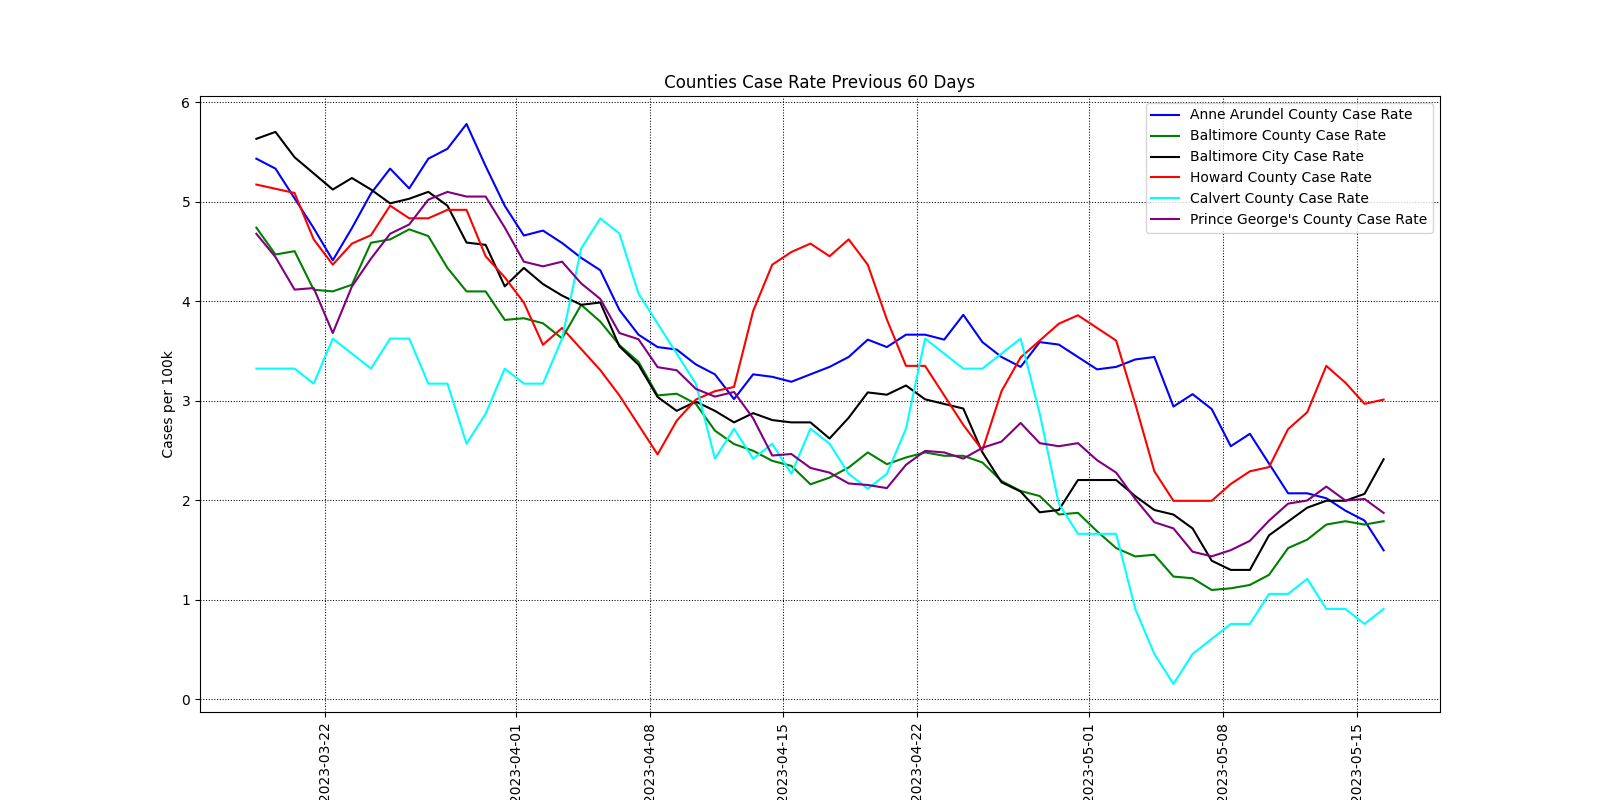 Counties Case Rate Previous 60 Days
6
5
4
3
2
1
0
Cases per 100k
Anne Arundel County Case Rate
Baltimore County Case Rate
Baltimore City Case Rate
Howard County Case Rate
Calvert County Case Rate
Prince George's County Case Rate
2023-03-22
2023-04-01
2023-04-08
2023-04-15
2023-04-22
2023-05-01
2023-05-08
2023-05-15